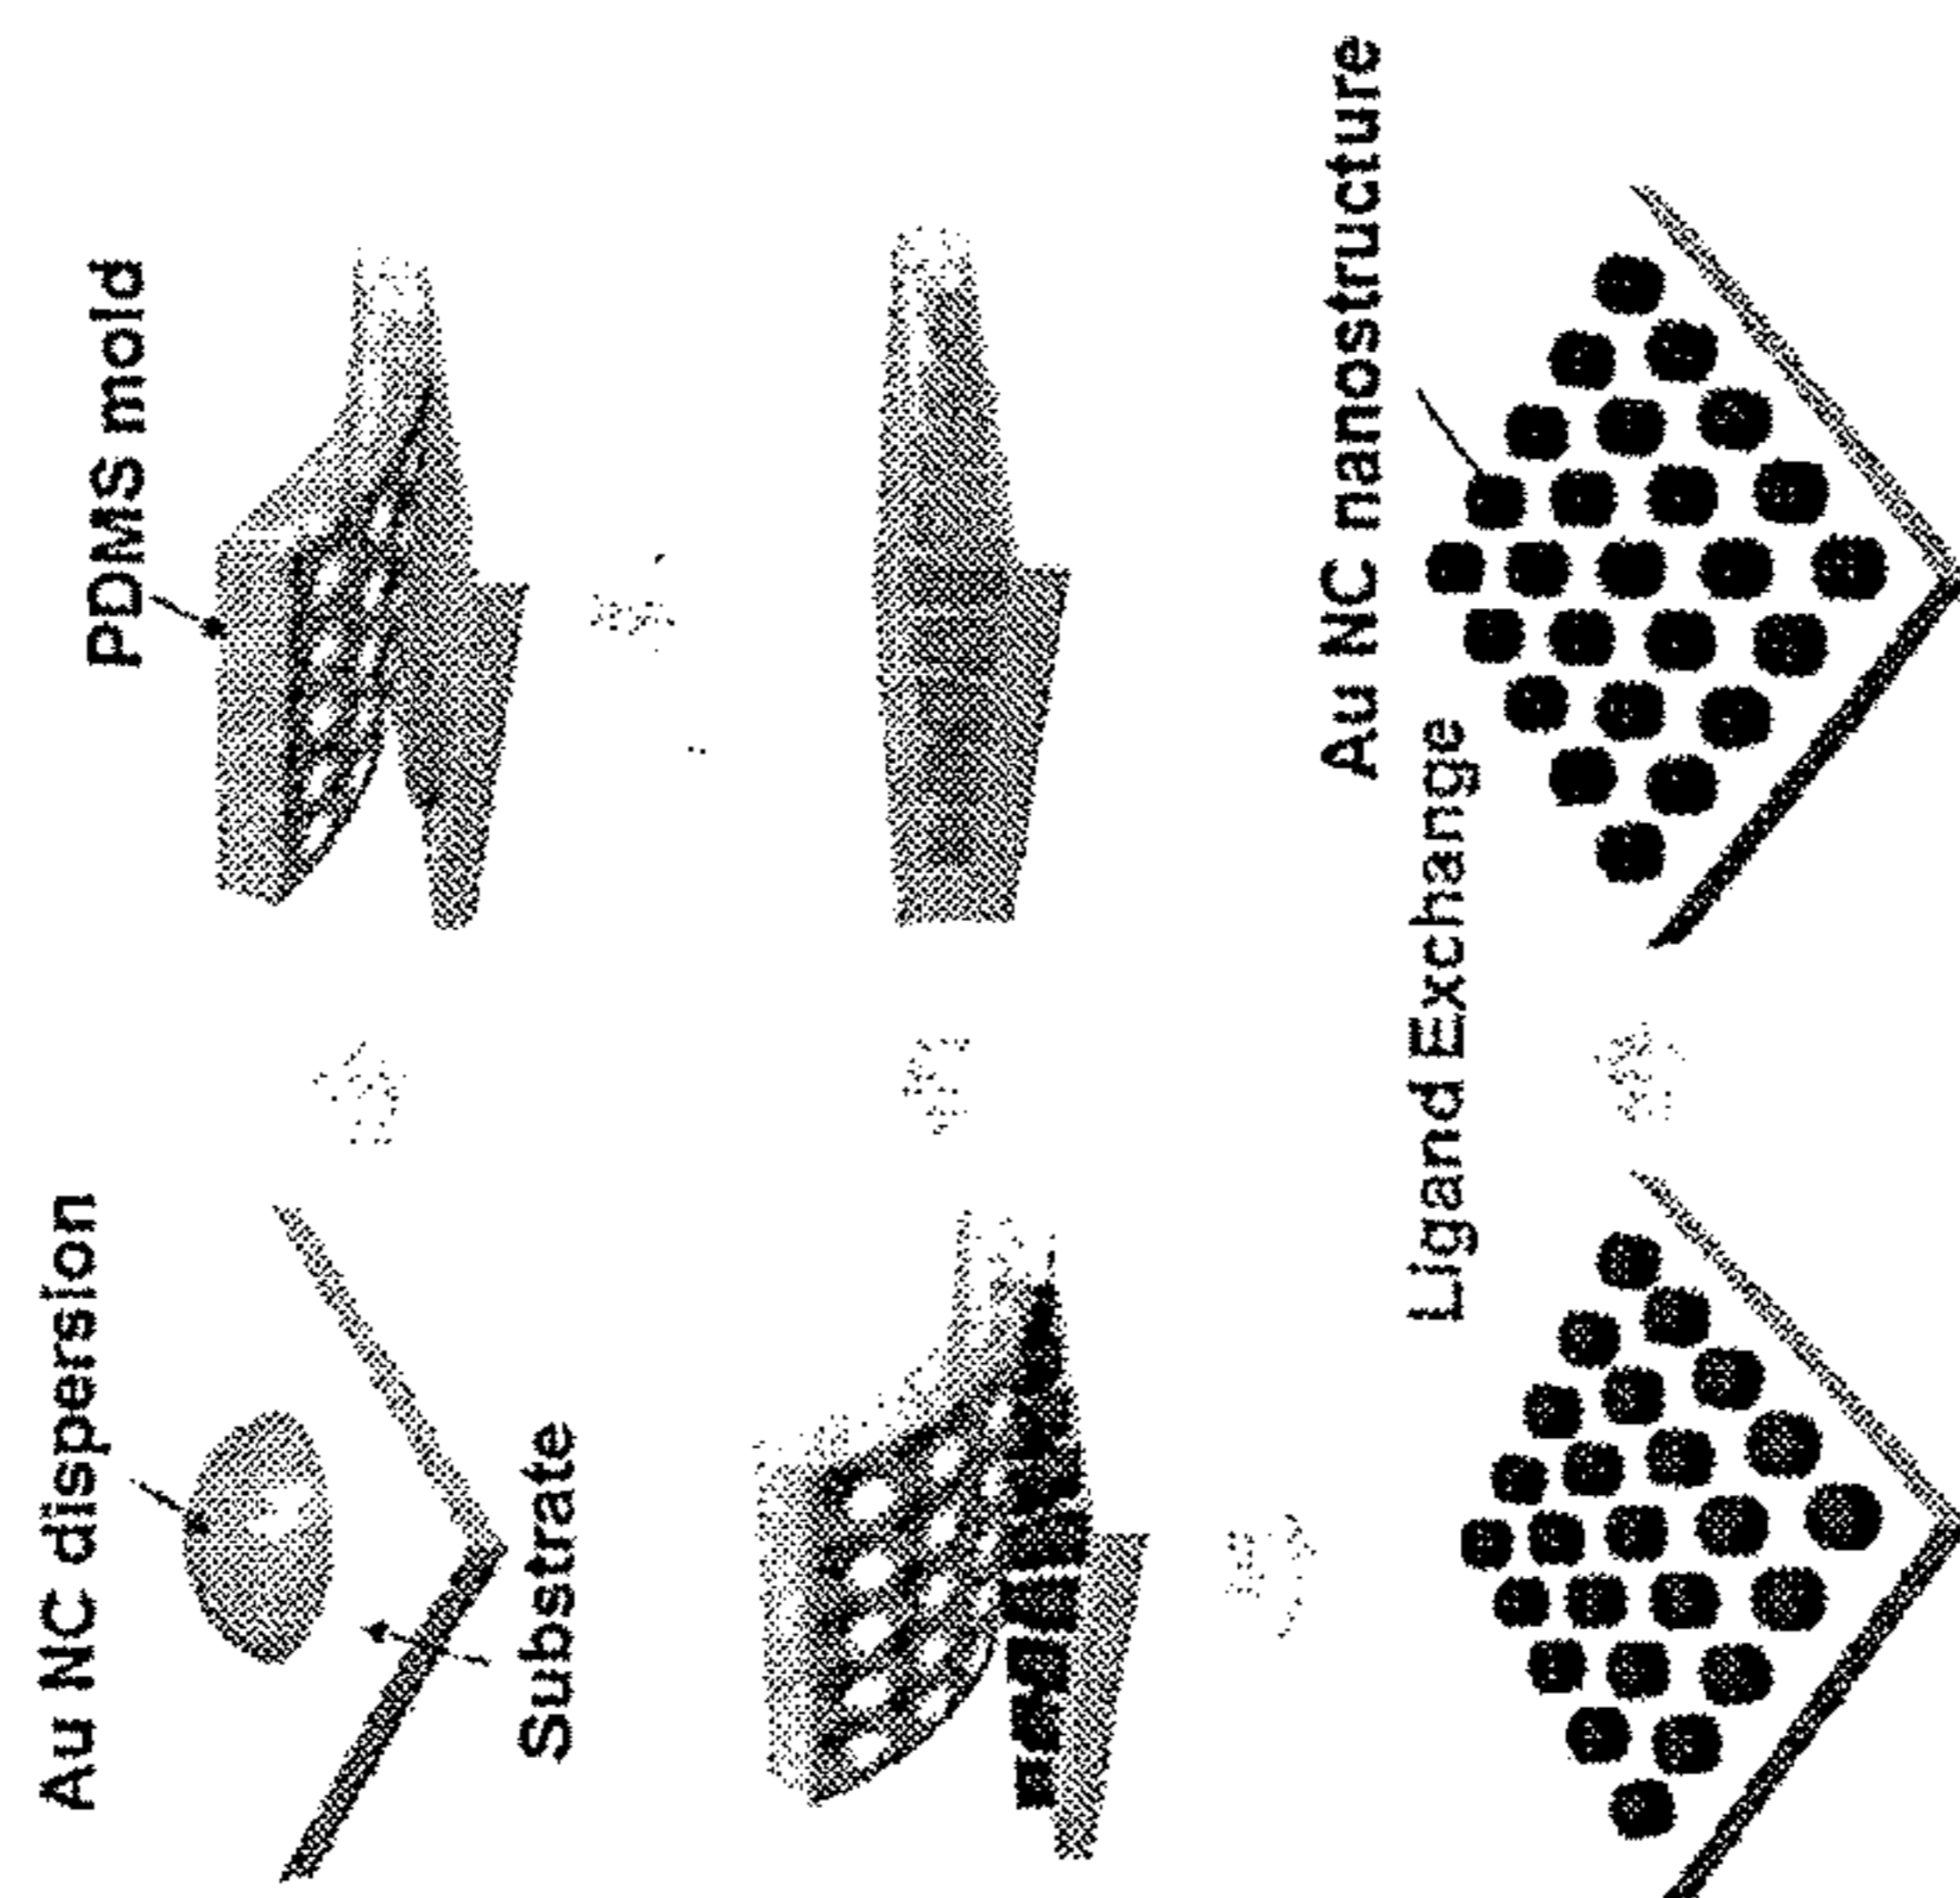 Au NC dispersion
PDMS mold
Substrate
Ligand Exchange
Au NC nanostructure